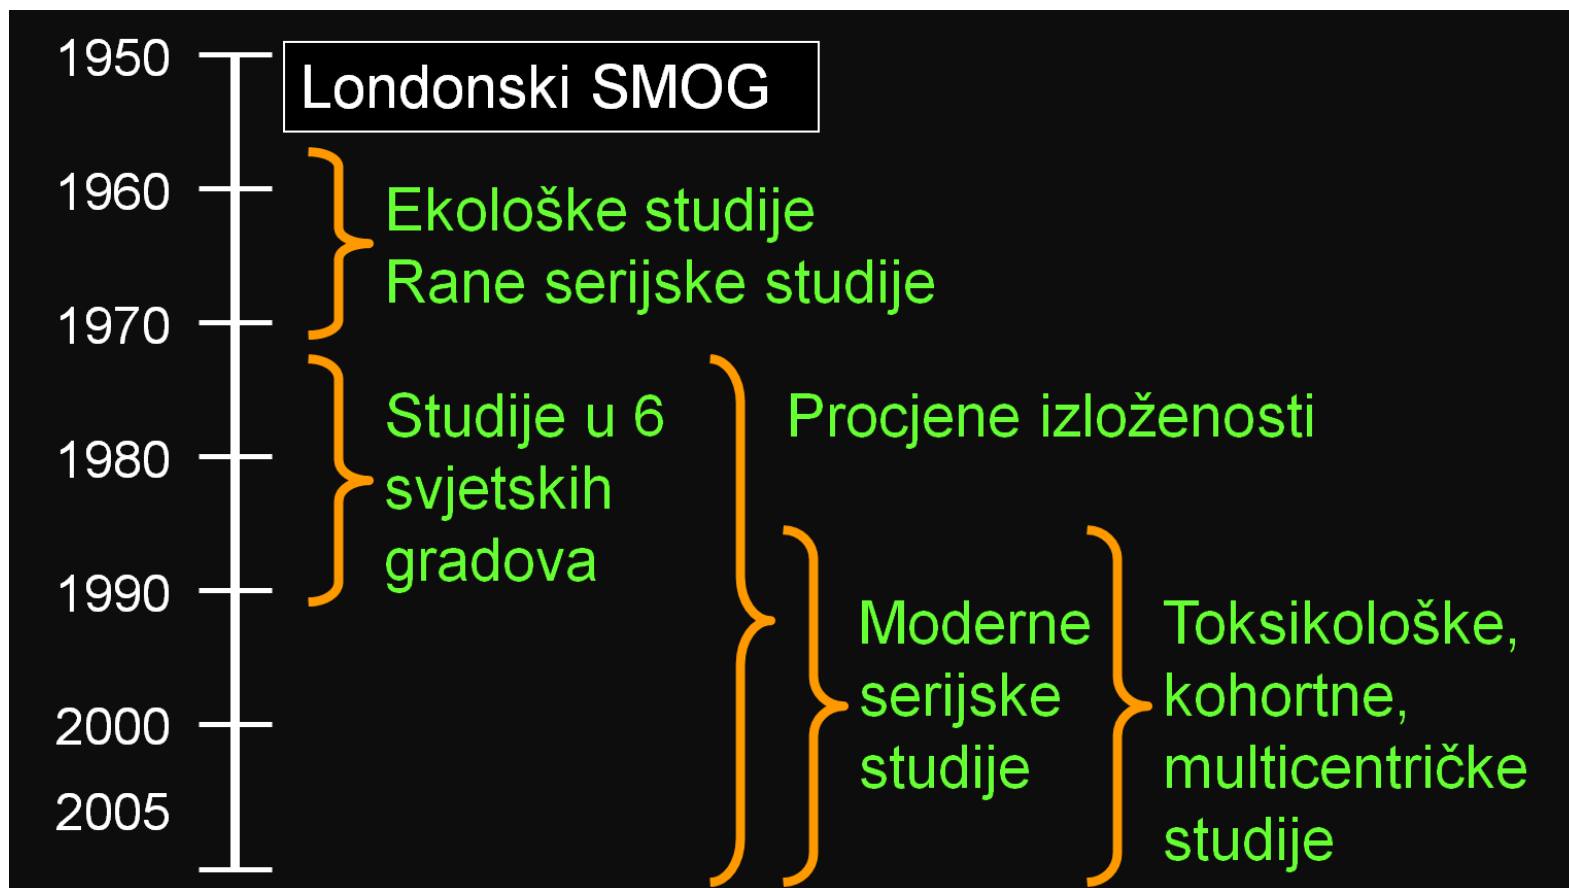 1950
Londonski SMOG
1960
Ekološke studije
Rane serijske studije
1970
Studije u 6
svjetskih
gradova
Procjene izloženosti
1980
1990
Moderne
serijske
studije
Toksikološke,
kohortne,
multicentričke
studije
2000
2005